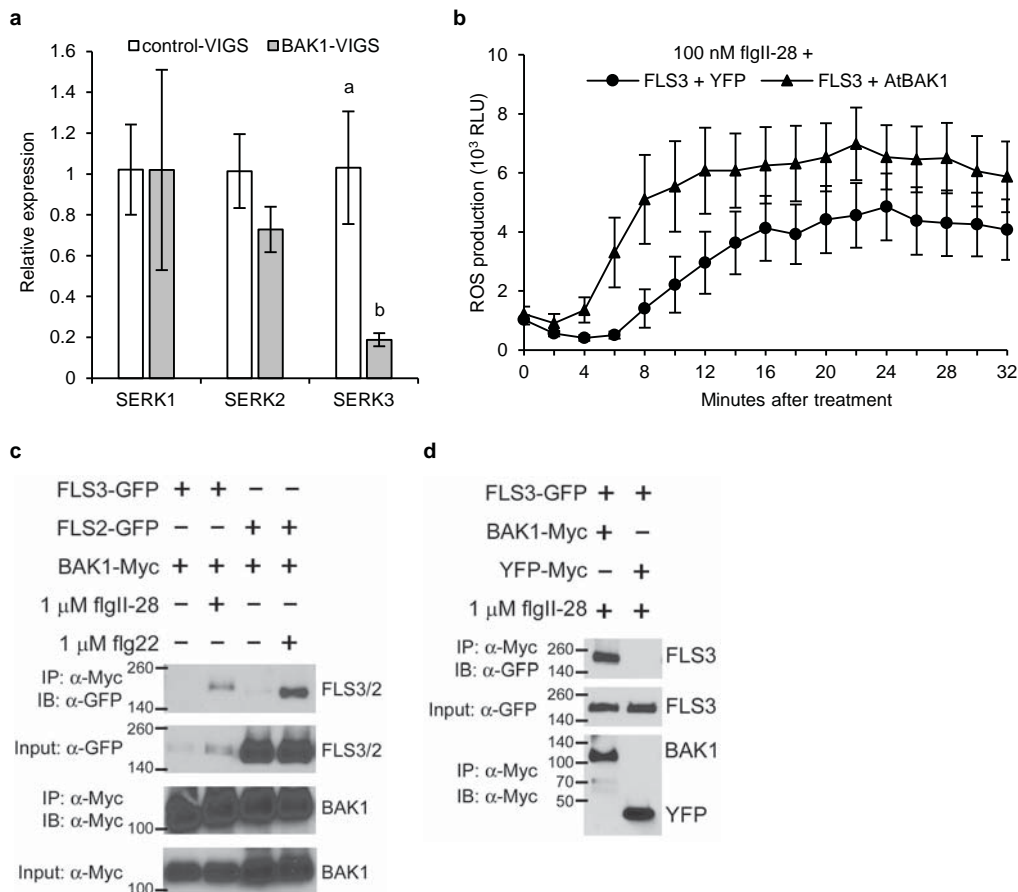 a
1.6
1.4
1.2
1
0.8
0.6
0.4
0.2
0
Relative expression
control-VIGS BAK1-VIGS
a
b
SERK1 SERK2 SERK3
b
100 nM flgII-28 +
FLS3 + YFP FLS3 + AtBAK1
10
8
6
4
2
0
ROS production (10³ RLU)
0 4 8 12 16 20 24 28 32
Minutes after treatment
c
FLS3-GFP + + − −
FLS2-GFP − − + +
BAK1-Myc + + + +
1 μM flgII-28 − + − −
1 μM flg22 − − − +
IP: α-Myc
IB: α-GFP
260
140
FLS3/2
Input: α-GFP
260
140
FLS3/2
IP: α-Myc
IB: α-Myc
100
BAK1
Input: α-Myc
100
BAK1
d
FLS3-GFP + +
BAK1-Myc + −
YFP-Myc − +
1 μM flgII-28 + +
IP: α-Myc
IB: α-GFP
260
140
FLS3
Input: α-GFP
260
140
FLS3
IP: α-Myc
IB: α-Myc
140
100
70
50
BAK1
YFP